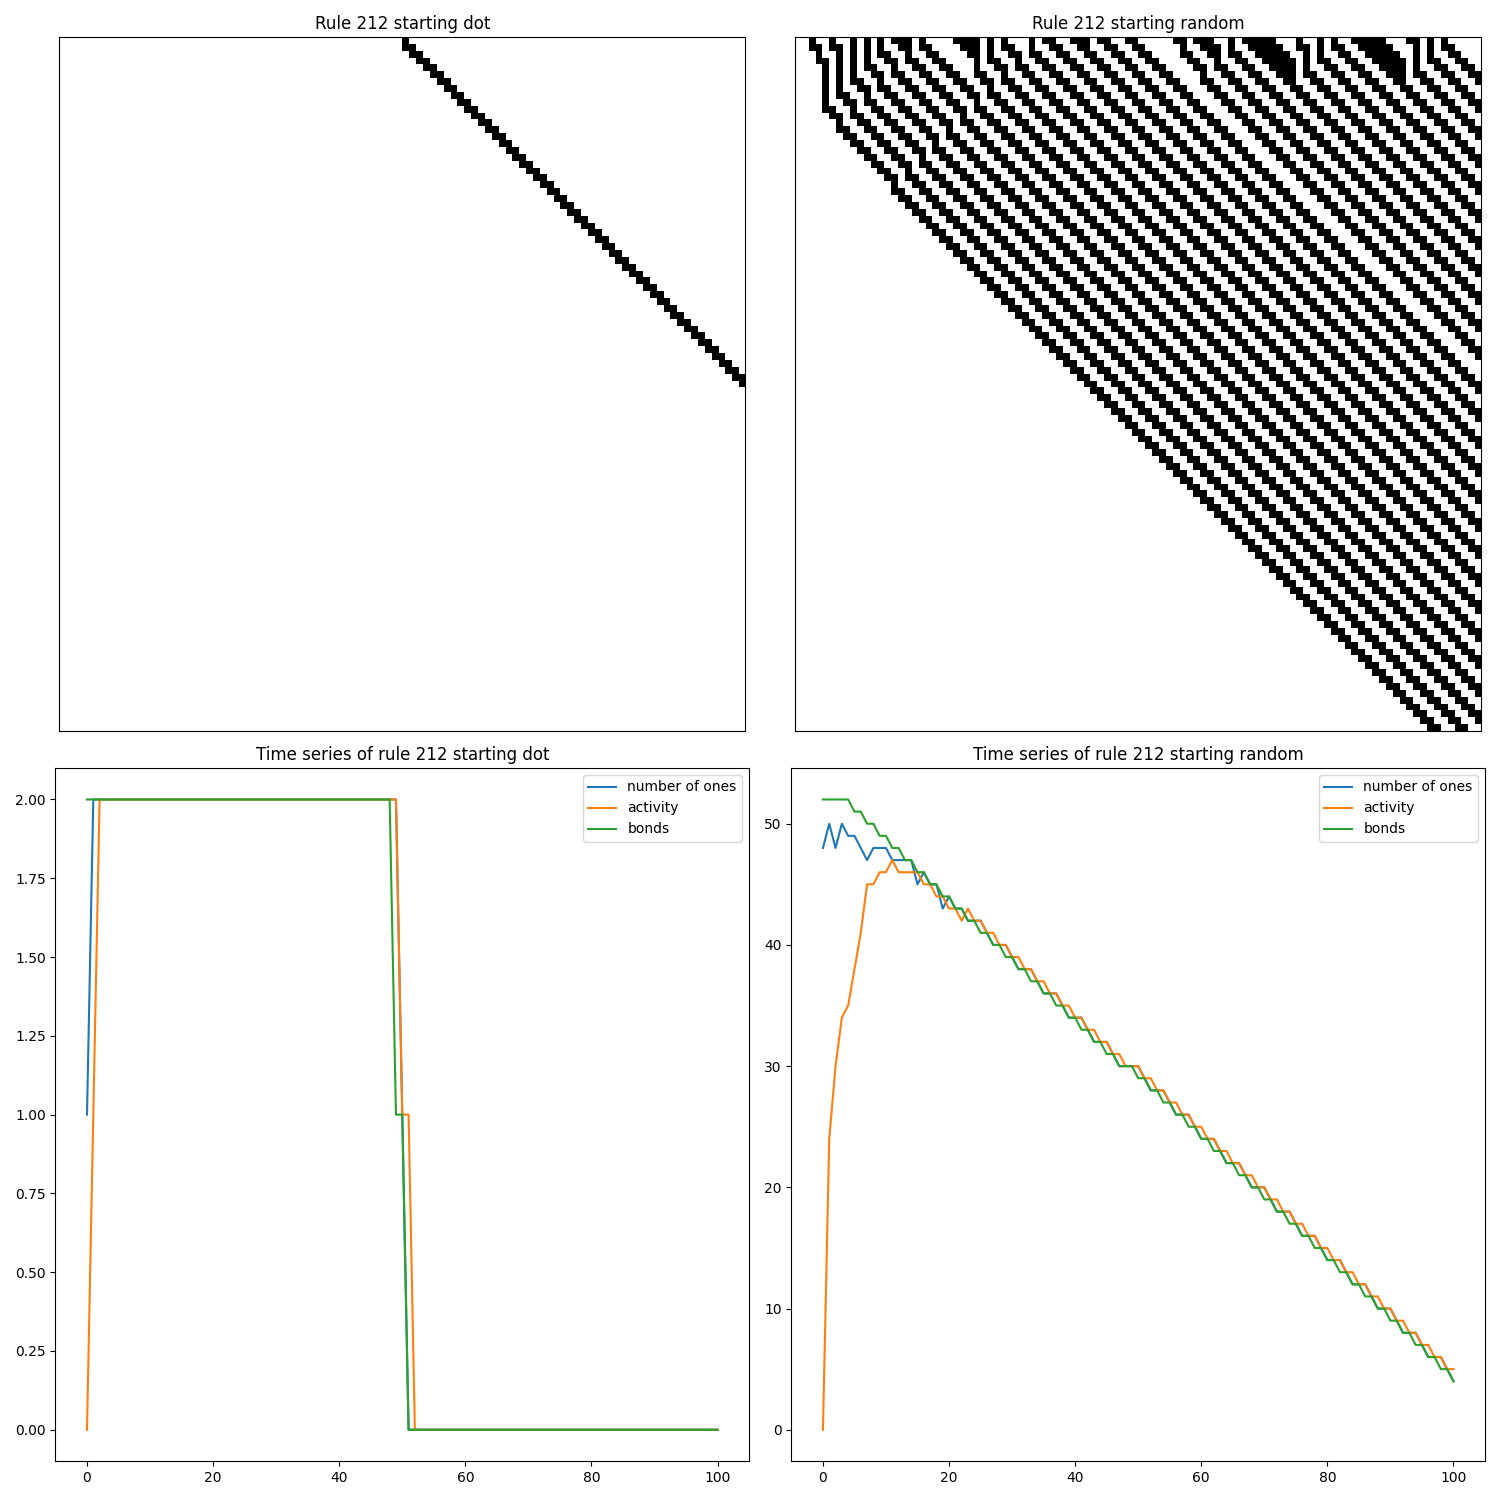 Rule 212 starting dot
Rule 212 starting random
Time series of rule 212 starting dot
number of ones
activity
bonds
2.00
1.75
1.50
1.25
1.00
0.75
0.50
0.25
0.00
0 20 40 60 80 100
Time series of rule 212 starting random
number of ones
activity
bonds
50
40
30
20
10
0
0 20 40 60 80 100